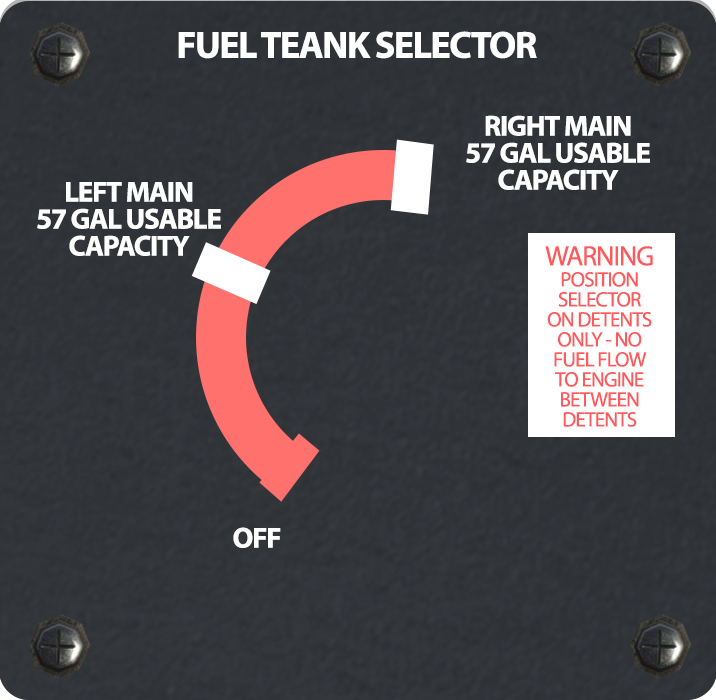 FUEL TEANK SELECTOR
RIGHT MAIN
57 GAL USABLE
CAPACITY
LEFT MAIN
57 GAL USABLE
CAPACITY
WARNING
POSITION
SELECTOR
ON DETENTS
ONLY - NO
FUEL FLOW
TO ENGINE
BETWEEN
DETENTS
OFF